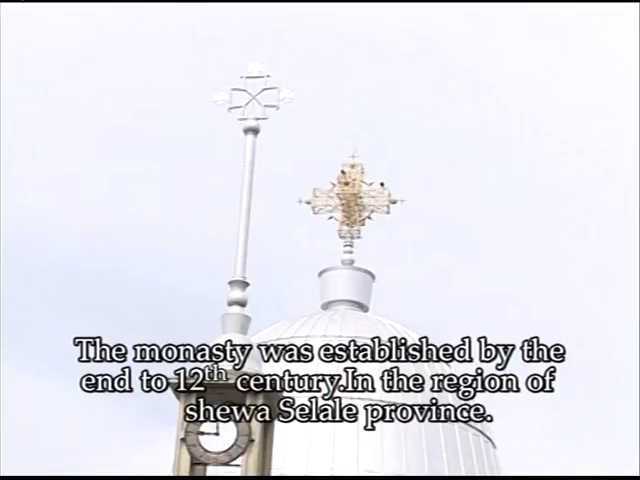 The monasty was established by the
end to 12th century.In the region of
shewa Selale province.